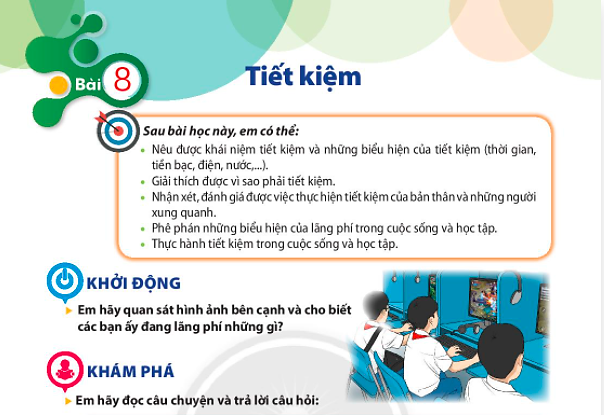 Bài 8
Tiết kiệm
Sau bài học này, em có thể:
• Nêu được khái niệm tiết kiệm và những biểu hiện của tiết kiệm (thời gian,
tiền bạc, điện, nước,...).
• Giải thích được vì sao phải tiết kiệm.
• Nhận xét, đánh giá được việc thực hiện tiết kiệm của bản thân và những người
xung quanh.
• Phê phán những biểu hiện của lãng phí trong cuộc sống và học tập.
• Thực hành tiết kiệm trong cuộc sống và học tập.
KHỞI ĐỘNG
Em hãy quan sát hình ảnh bên cạnh và cho biết
các bạn ấy đang lãng phí những gì?
KHÁM PHÁ
Em hãy đọc câu chuyện và trả lời câu hỏi: